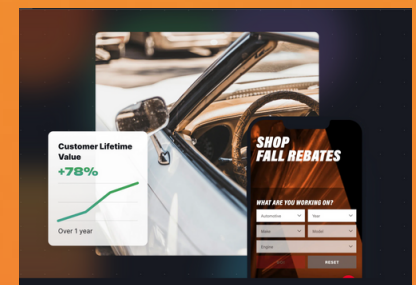 Customer Lifetime
Value
+78%
Over 1 year
SHOP
FALL REBATES
WHAT ARE YOU WORKING ON?
Automotive
Year
Make
Model
Engine
RESET